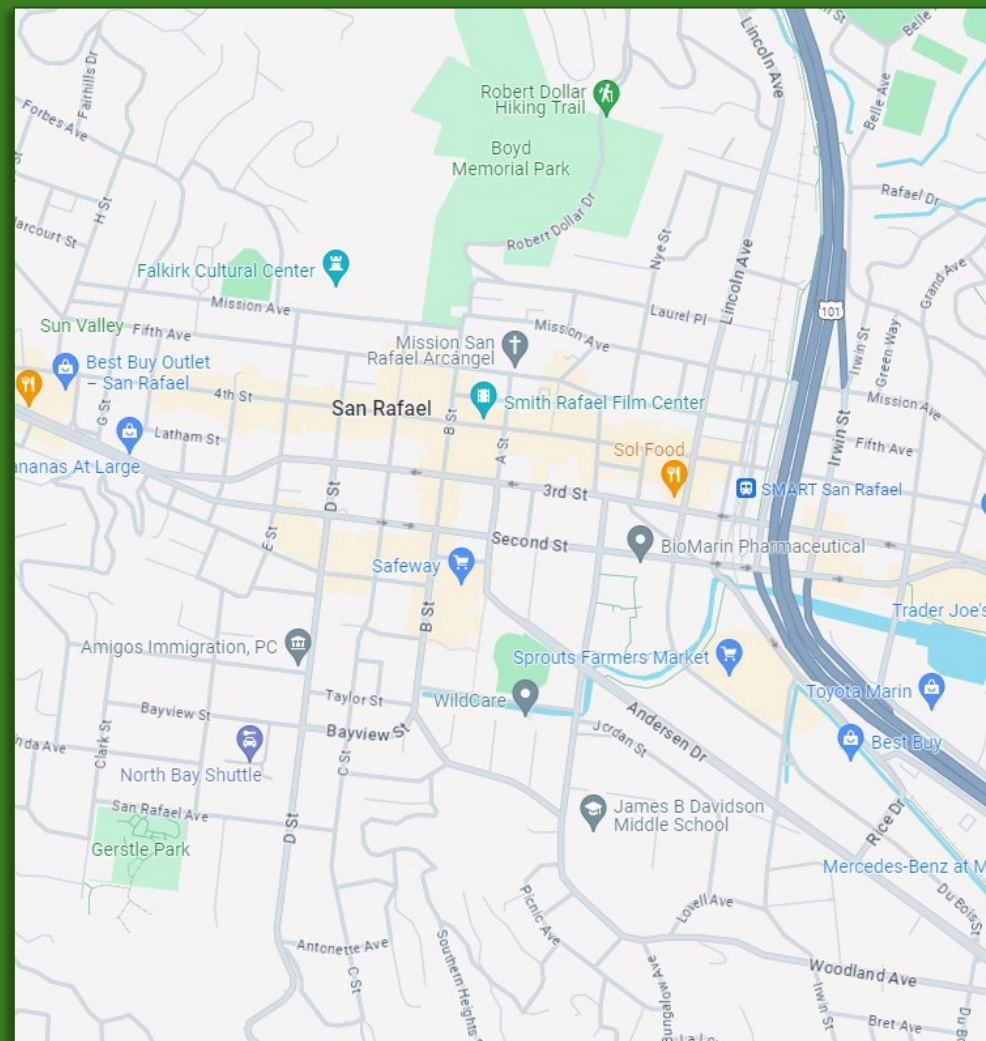 Lincoln Ave
Belle
Fairhills Dr
Robert Dollar
Hiking Trail
Belle Ave
Forbes Ave
Boyd
Memorial Park
Rafael Dr
H St
Robert Dollar Dr
Nye St
Falkirk Cultural Center
Lincoln Ave
Grand Ave
Mission Ave
Laurel Pl
101
Sun Valley
Fifth Ave
Mission San
Rafael Arcángel
Mission Ave
Irwin St
Green Way
Best Buy Outlet
– San Rafael
4th St
San Rafael
B St
Smith Rafael Film Center
Mission Ave
G St
Latham St
A St
Sol Food
Irwin St
Fifth Ave
ananas At Large
D St
3rd St
SMART San Rafael
E St
Second St
BioMarin Pharmaceutical
Safeway
B St
Trader Joe's
Amigos Immigration, PC
Sprouts Farmers Market
WildCare
Toyota Marin
Taylor St
Bayview St
Bayview St
Andersen Dr
Jordan St
Best Buy
Clark St
nda Ave
C St
North Bay Shuttle
San Rafael Ave
D St
James B Davidson
Middle School
Rice Dr
Gerstle Park
Mercedes-Benz at M
Picnic Ave
Lovell Ave
Du Bois St
Antonette Ave
C St
Southern Heights
Bungalow Ave
Woodland Ave
Irwin St
Bret Ave